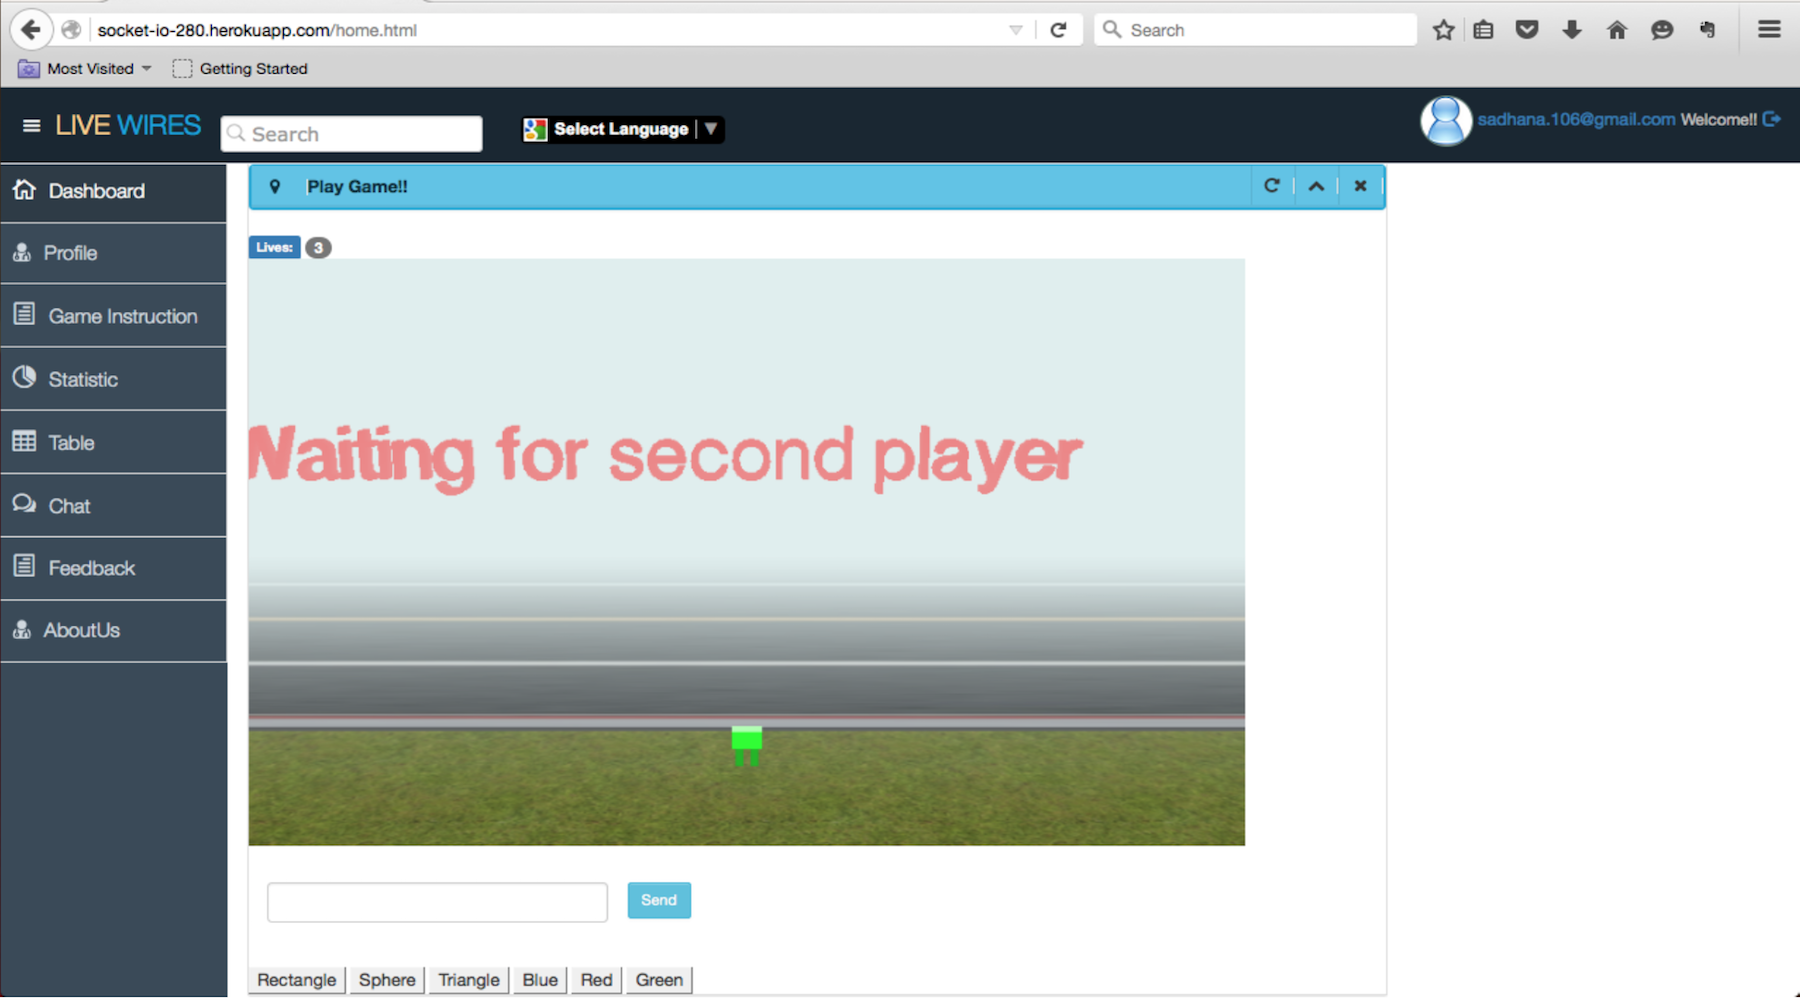 socket-io-280.herokuapp.com/home.html
Search
Most Visited
Getting Started
LIVE WIRES
Search
Select Language
sadhana.106@gmail.com Welcome!!
Dashboard
Profile
Game Instruction
Statistic
Table
Chat
Feedback
AboutUs
Play Game!!
Lives: 3
Waiting for second player
Send
Rectangle
Sphere
Triangle
Blue
Red
Green